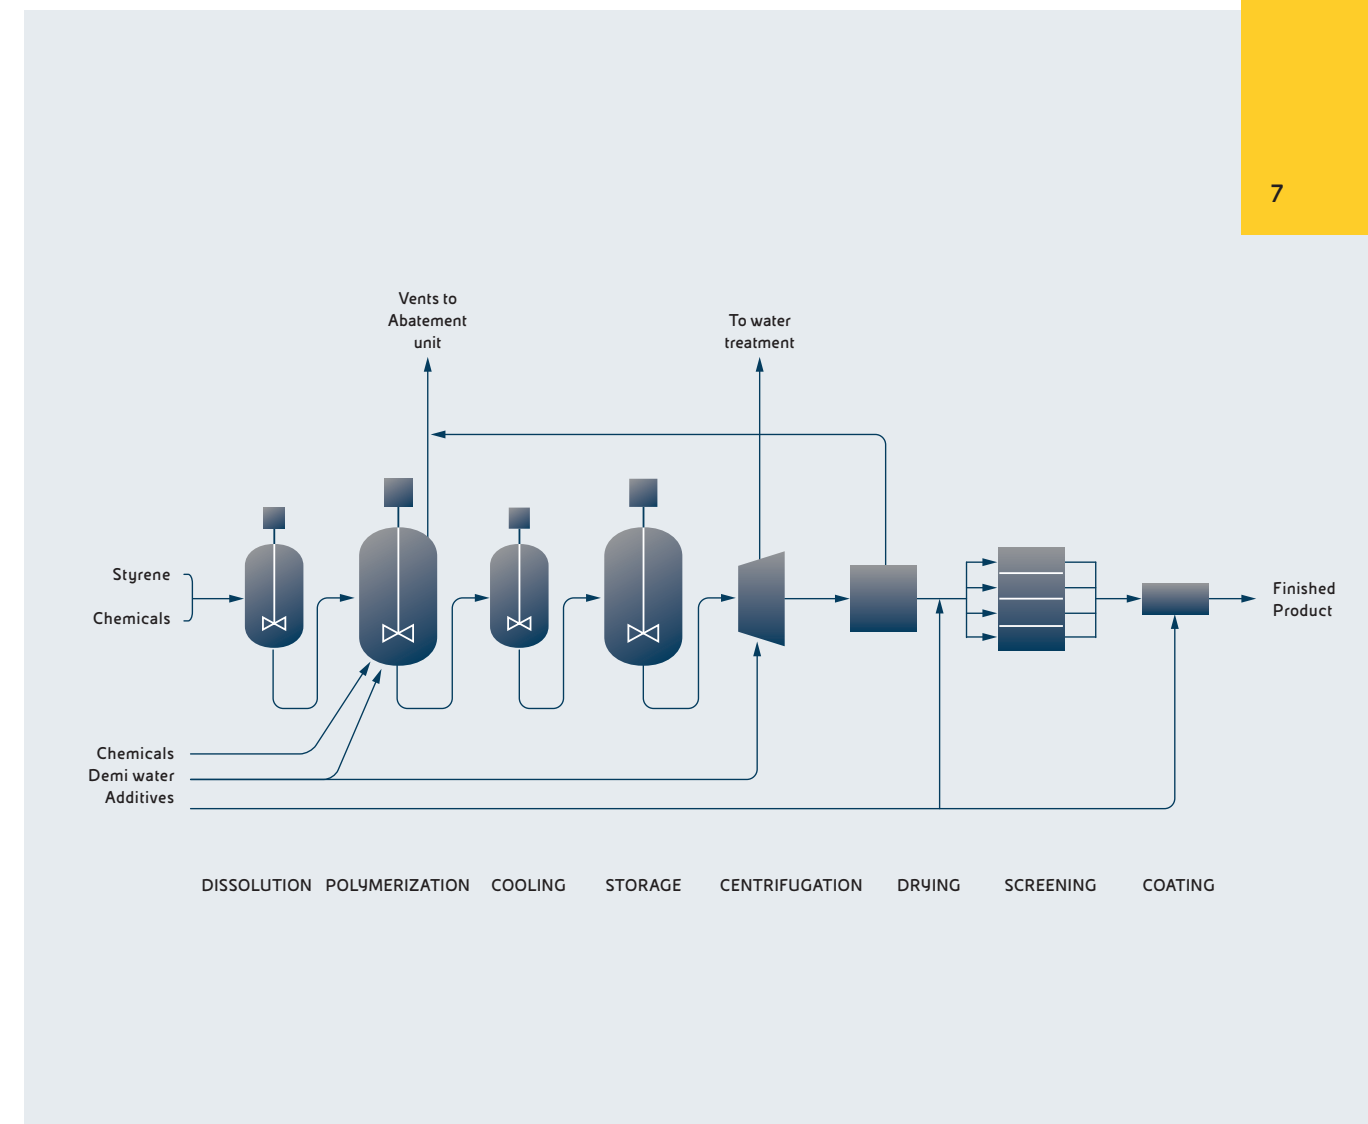 7
Vents to
Abatement
unit
To water
treatment
Styrene
Chemicals
Finished
Product
Chemicals
Demi water
Additives
DISSOLUTION POLYMERIZATION COOLING STORAGE CENTRIFUGATION DRYING SCREENING COATING